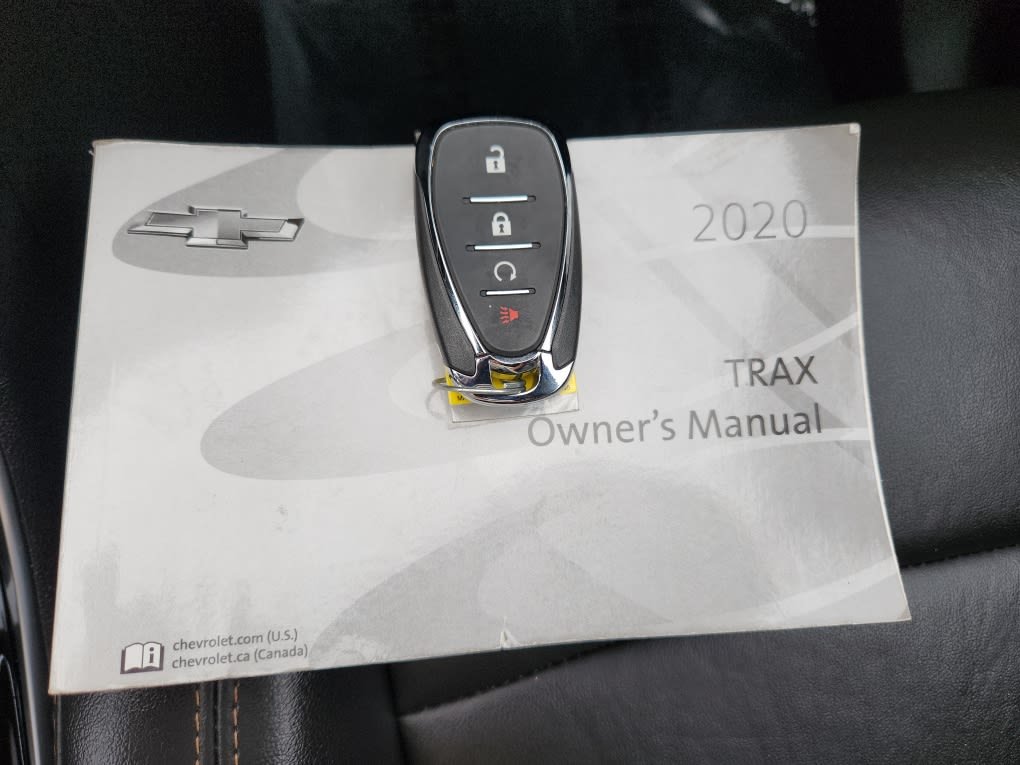 2020
TRAX
Owner's Manual
chevrolet.com (U.S.)
chevrolet.ca (Canada)